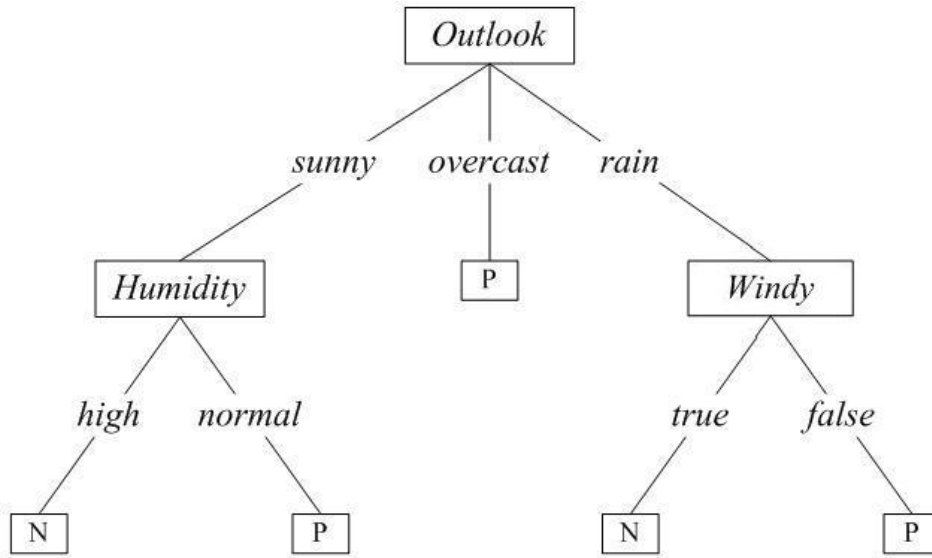 Outlook
sunny overcast rain
Humidity P Windy
high normal true false
N P N P